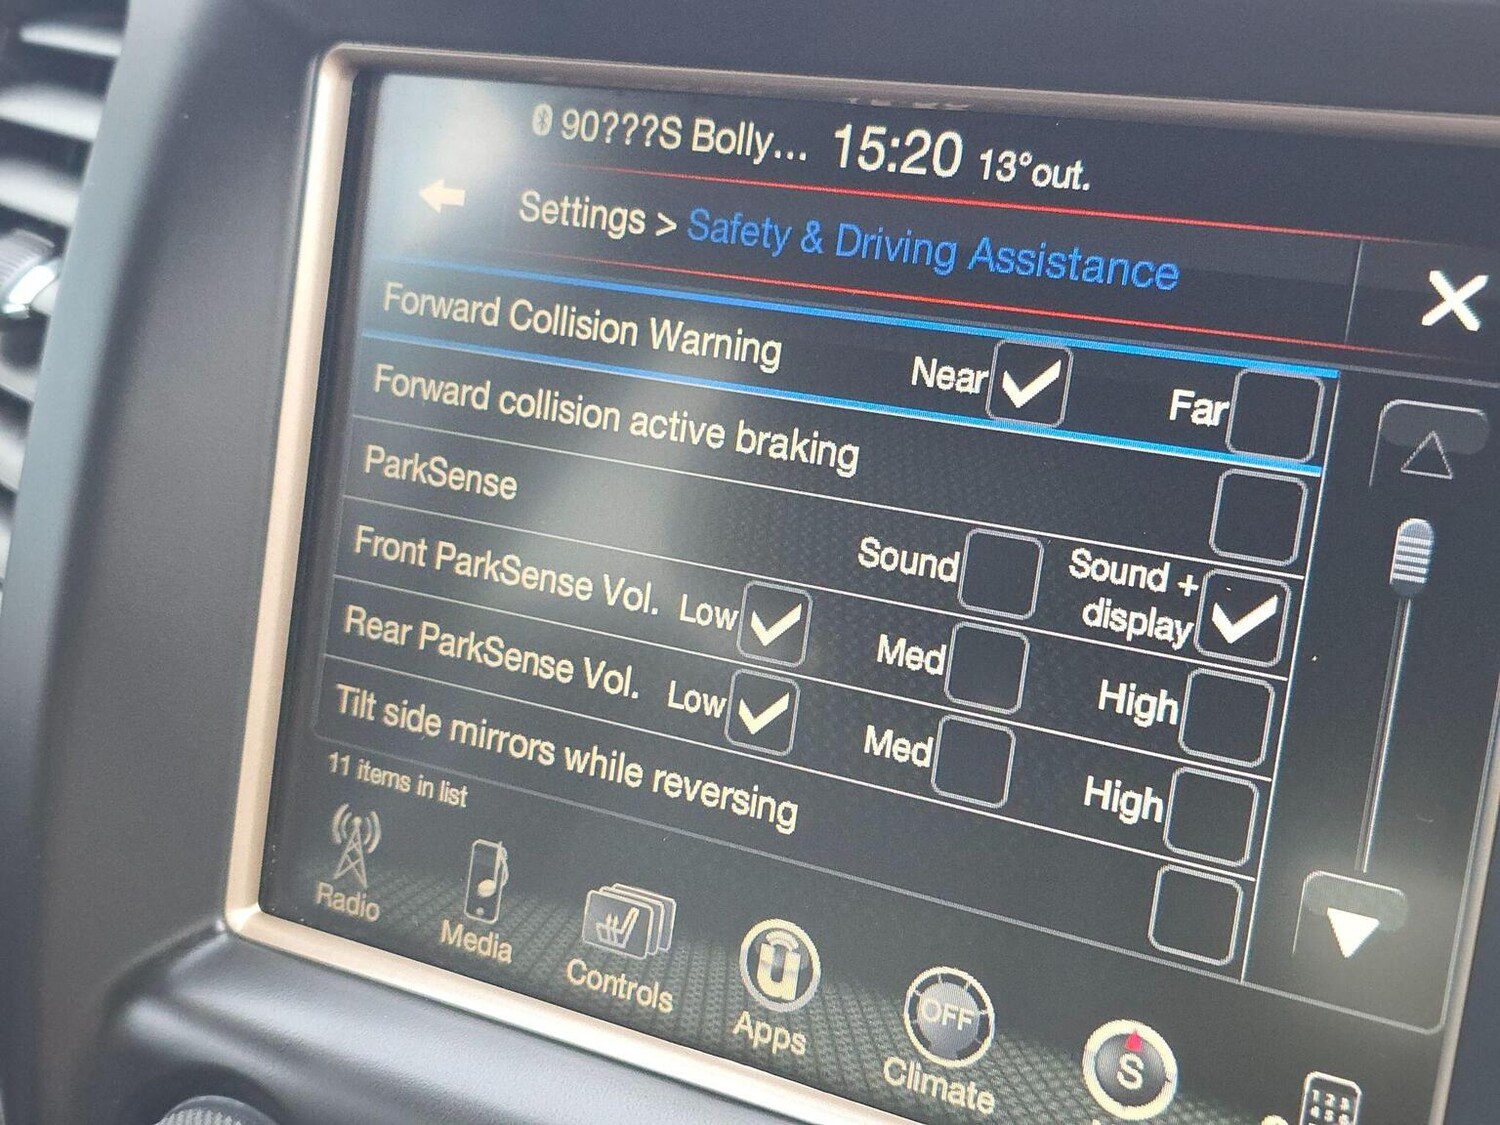 90???S Bolly... 15:20 13°out.
Settings > Safety & Driving Assistance
Forward Collision Warning Near Far
Forward collision active braking
ParkSense Sound Sound + display
Front ParkSense Vol. Low Med High
Rear ParkSense Vol. Low Med High
Tilt side mirrors while reversing
11 items in list
Radio
Media
Controls
Apps
OFF
Climate
S